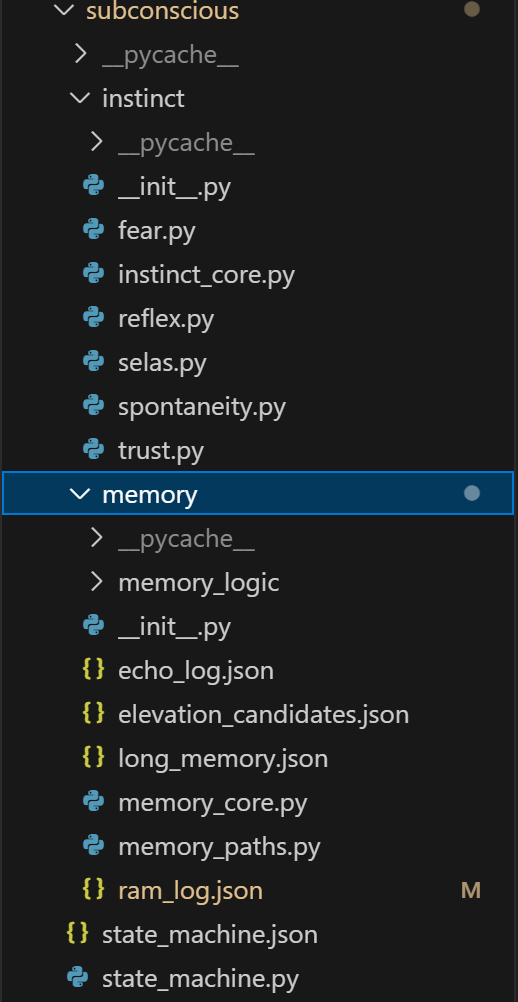 subconscious
__pycache__
instinct
__pycache__
__init__.py
fear.py
instinct_core.py
reflex.py
selas.py
spontaneity.py
trust.py
memory
__pycache__
memory_logic
__init__.py
{} echo_log.json
{} elevation_candidates.json
{} long_memory.json
memory_core.py
memory_paths.py
{} ram_log.json M
{} state_machine.json
state_machine.py